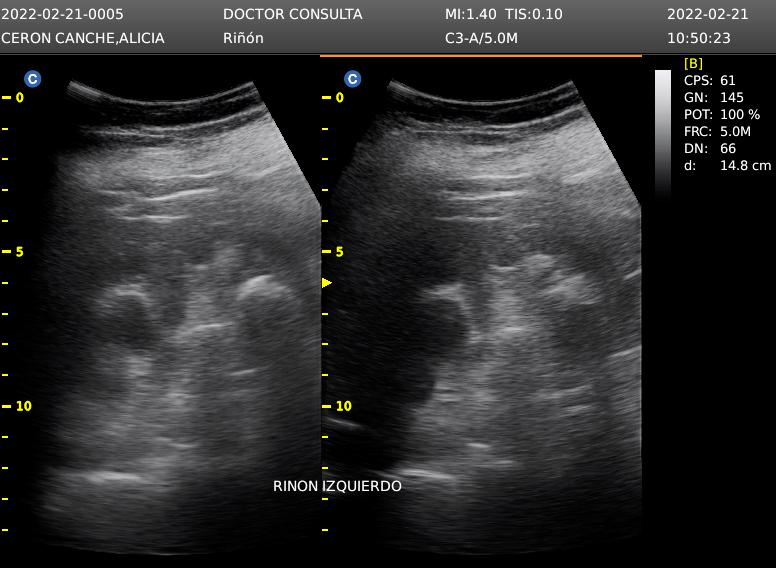 2022-02-21-0005 DOCTOR CONSULTA MI:1.40 TIS:0.10 2022-02-21
CERON CANCHE,ALICIA Riñón C3-A/5.0M 10:50:23
C C [B]
0 0 CPS: 61
GN: 145
POT: 100 %
FRC: 5.0M
DN: 66
d: 14.8 cm
5 5
10 10
RINON IZQUIERDO